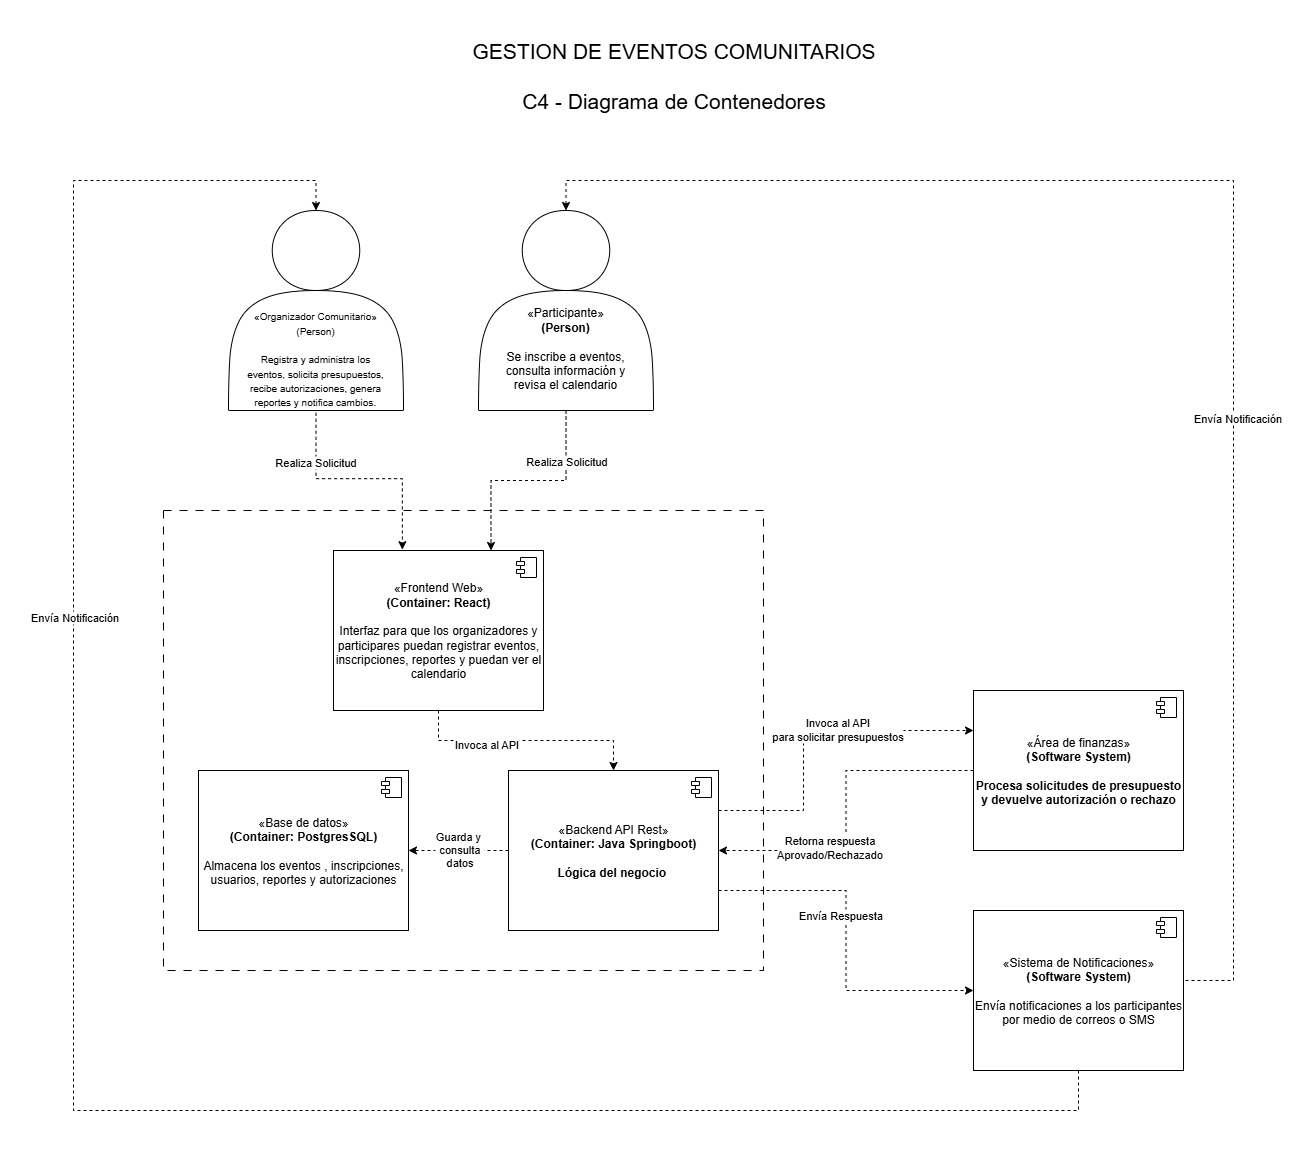 GESTION DE EVENTOS COMUNITARIOS
C4 - Diagrama de Contenedores
«Organizador Comunitario»
(Person)
Registra y administra los
eventos, solicita presupuestos,
recibe autorizaciones, genera
reportes y notifica cambios.
«Participante»
(Person)
Se inscribe a eventos,
consulta información y
revisa el calendario
Envía Notificación
Realiza Solicitud
Realiza Solicitud
«Frontend Web»
(Container: React)
Interfaz para que los organizadores y
participares puedan registrar eventos,
inscripciones, reportes y puedan ver el
calendario
Envía Notificación
Invoca al API
Invoca al API
para solicitar presupuestos
«Área de finanzas»
(Software System)
Procesa solicitudes de presupuesto
y devuelve autorización o rechazo
«Base de datos»
(Container: PostgresSQL)
Almacena los eventos , inscripciones,
usuarios, reportes y autorizaciones
Guarda y
consulta
datos
«Backend API Rest»
(Container: Java Springboot)
Lógica del negocio
Retorna respuesta
Aprovado/Rechazado
Envía Respuesta
«Sistema de Notificaciones»
(Software System)
Envía notificaciones a los participantes
por medio de correos o SMS